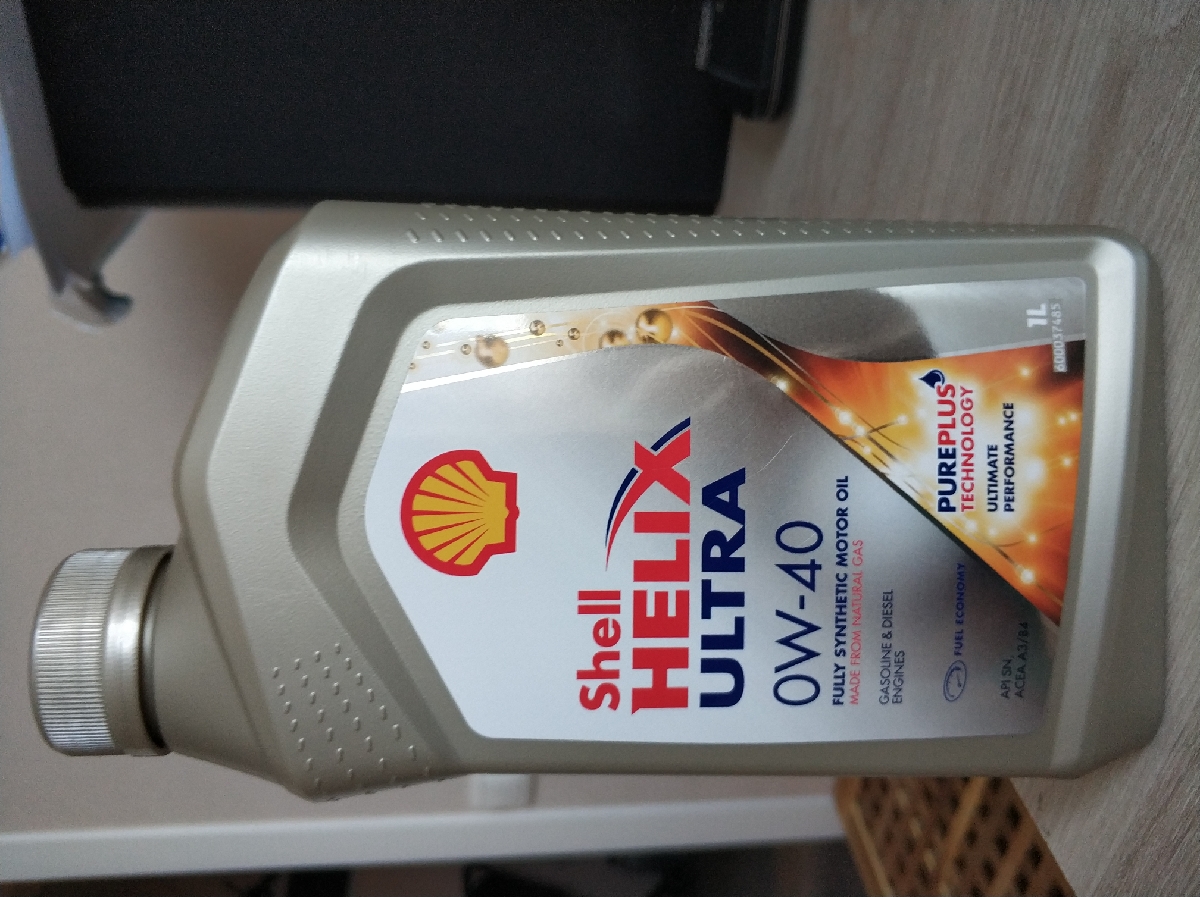 Shell
HELIX
ULTRA
0W-40
FULLY SYNTHETIC MOTOR OIL
MADE FROM NATURAL GAS
GASOLINE & DIESEL
ENGINES
FUEL ECONOMY
API SN
ACEA A3/B4
PUREPLUS
TECHNOLOGY
ULTIMATE
PERFORMANCE
1L
600037485